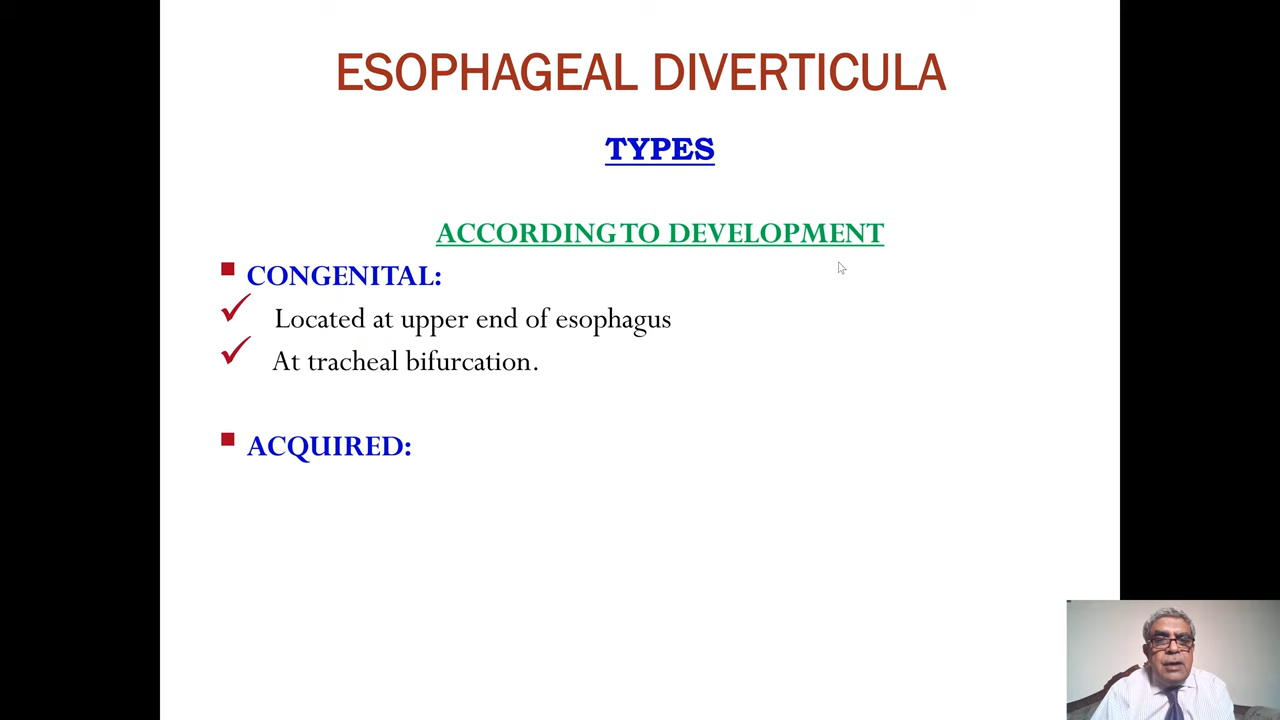 ESOPHAGEAL DIVERTICULA
TYPES
ACCORDING TO DEVELOPMENT
CONGENITAL:
Located at upper end of esophagus
At tracheal bifurcation.
ACQUIRED: